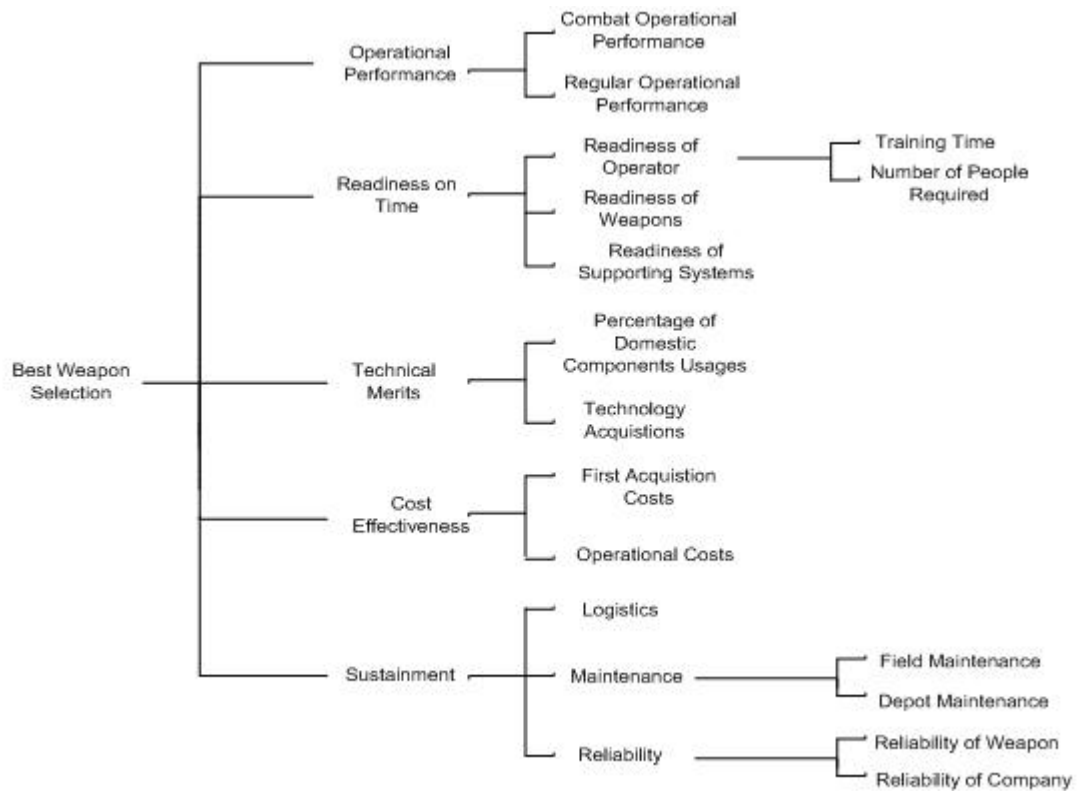 Combat Operational
Performance
Operational
Performance
Regular Operational
Performance
Readiness of
Operator
Training Time
Number of People
Required
Readiness on
Time
Readiness of
Weapons
Readiness of
Supporting Systems
Percentage of
Domestic
Components Usages
Best Weapon
Selection
Technical
Merits
Technology
Acquistions
First Acquistion
Costs
Cost
Effectiveness
Operational Costs
Logistics
Sustainment
Maintenance
Field Maintenance
Depot Maintenance
Reliability
Reliability of Weapon
Reliability of Company